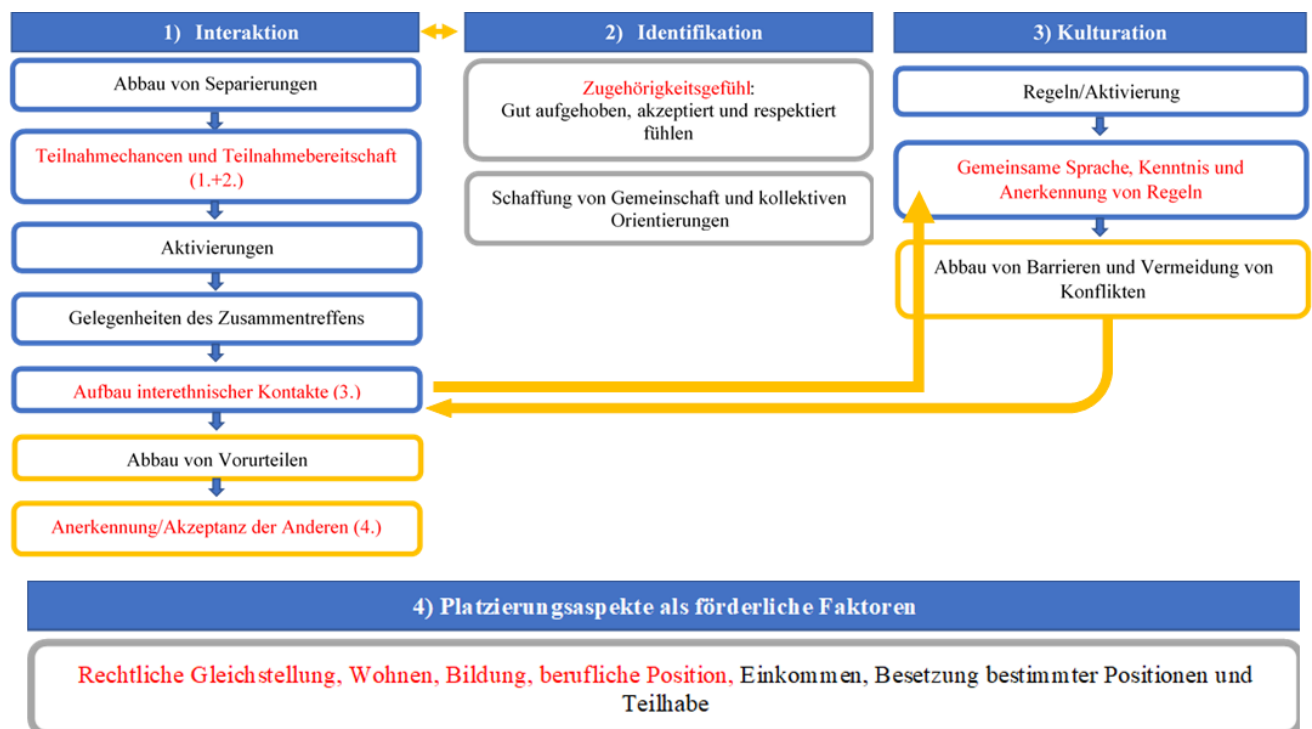 1) Interaktion
Abbau von Separierungen
Teilnahmechancen und Teilnahmebereitschaft
(1.+2.)
Aktivierungen
Gelegenheiten des Zusammentreffens
Aufbau interethnischer Kontakte (3.)
Abbau von Vorurteilen
Anerkennung/Akzeptanz der Anderen (4.)
2) Identifikation
Zugehörigkeitsgefühl:
Gut aufgehoben, akzeptiert und respektiert
fühlen
Schaffung von Gemeinschaft und kollektiven
Orientierungen
3) Kulturation
Regeln/Aktivierung
Gemeinsame Sprache, Kenntnis und
Anerkennung von Regeln
Abbau von Barrieren und Vermeidung von
Konflikten
4) Platzierungsaspekte als förderliche Faktoren
Rechtliche Gleichstellung, Wohnen, Bildung, berufliche Position, Einkommen, Besetzung bestimmter Positionen und
Teilhabe